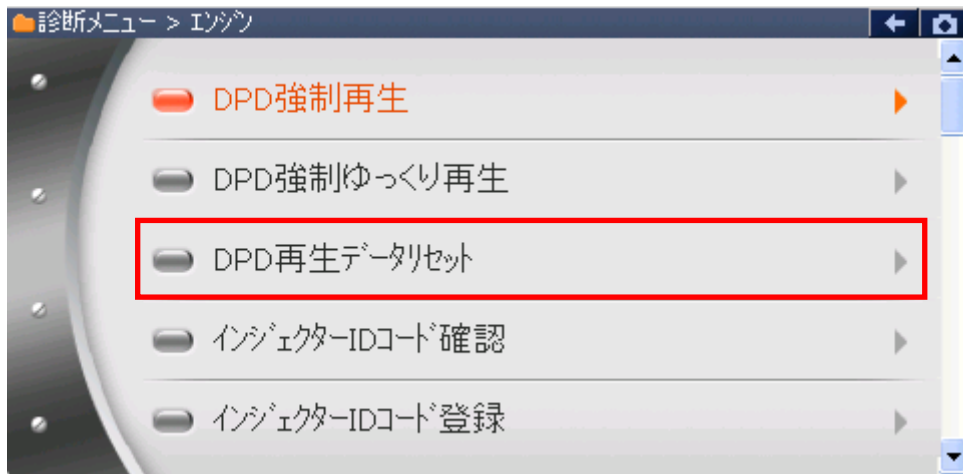 診断メニュー > エンジン
DPD強制再生
DPD強制ゆっくり再生
DPD再生ﾃﾞｰﾀﾘｾｯﾄ
ｲﾝｼﾞｪｸﾀｰIDｺｰﾄﾞ確認
ｲﾝｼﾞｪｸﾀｰIDｺｰﾄﾞ登録